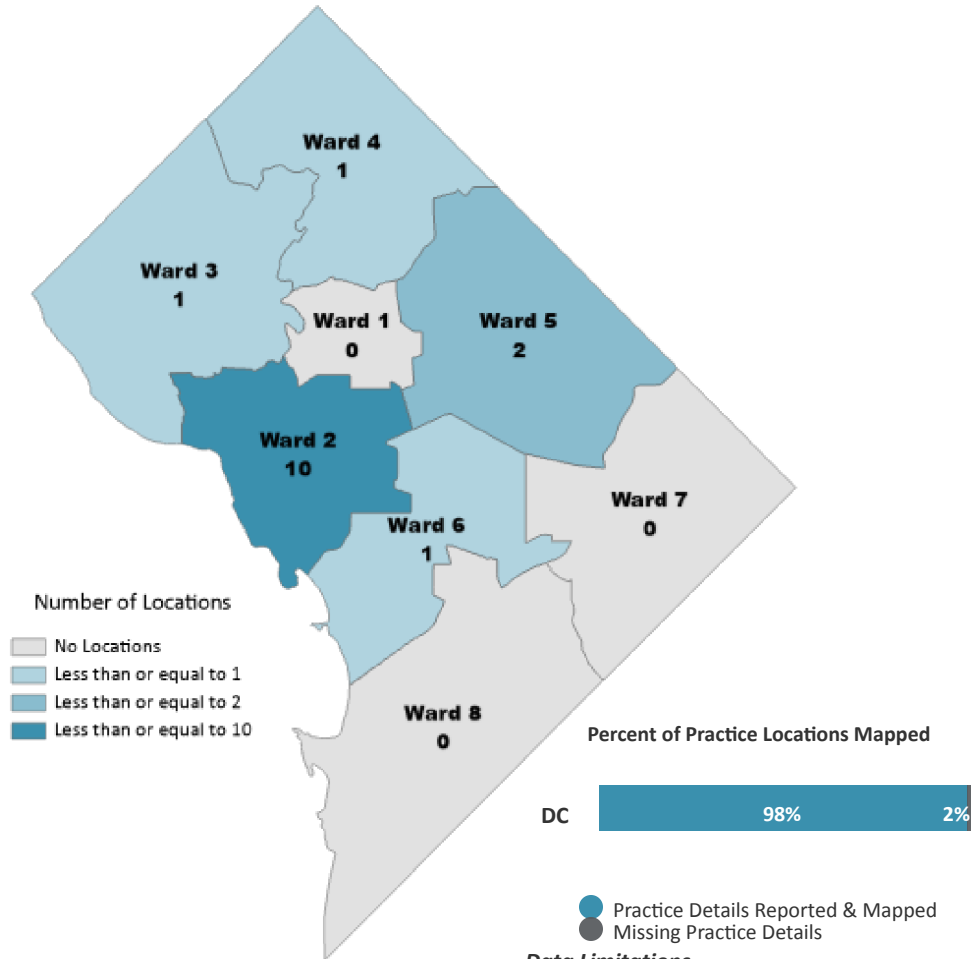 Ward 4
1
Ward 3
1
Ward 1
0
Ward 5
2
Ward 2
10
Ward 7
0
Ward 6
1
Number of Locations
No Locations
Less than or equal to 1
Less than or equal to 2
Less than or equal to 10
Ward 8
0
Percent of Practice Locations Mapped
DC 98% 2%
Practice Details Reported & Mapped
Missing Practice Details
Data Limitations